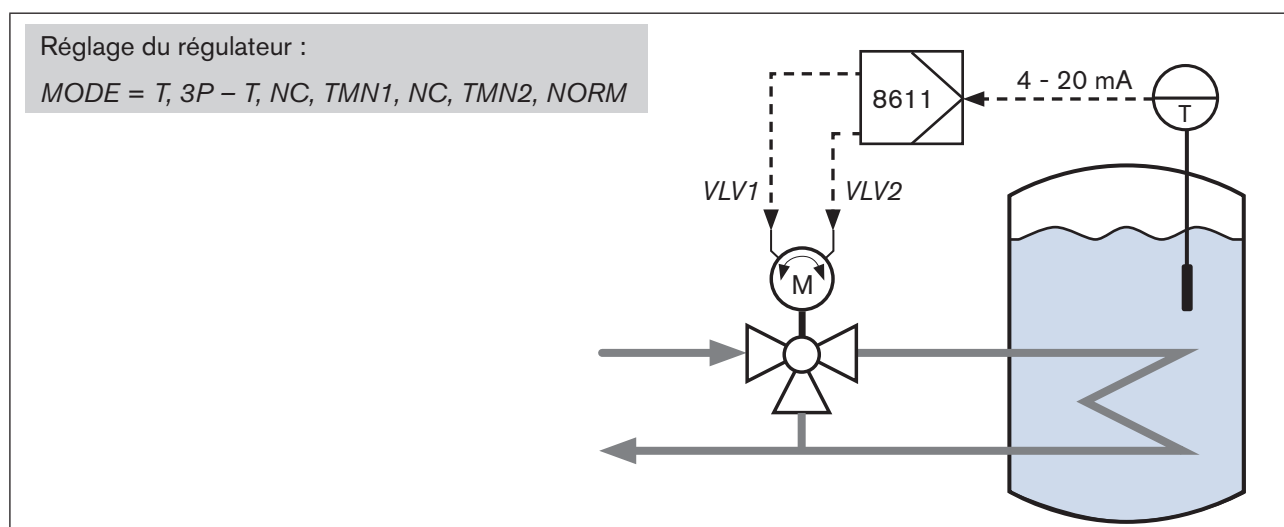 Réglage du régulateur :
MODE = T, 3P – T, NC, TMN1, NC, TMN2, NORM
8611
4 - 20 mA
T
VLV1
VLV2
M